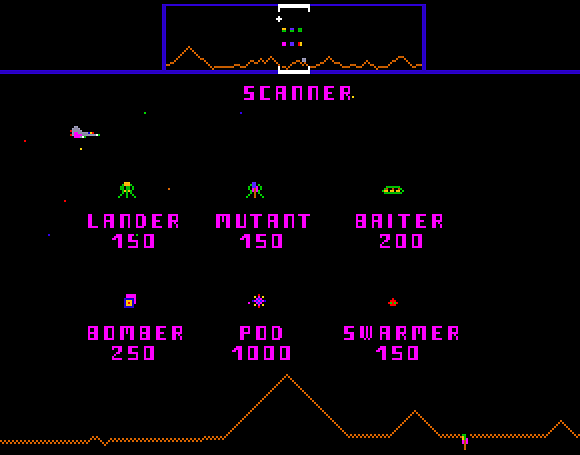 SCANNER
LANDER MUTANT BAITER
150 150 200
BOMBER POD SWARMER
250 1000 150